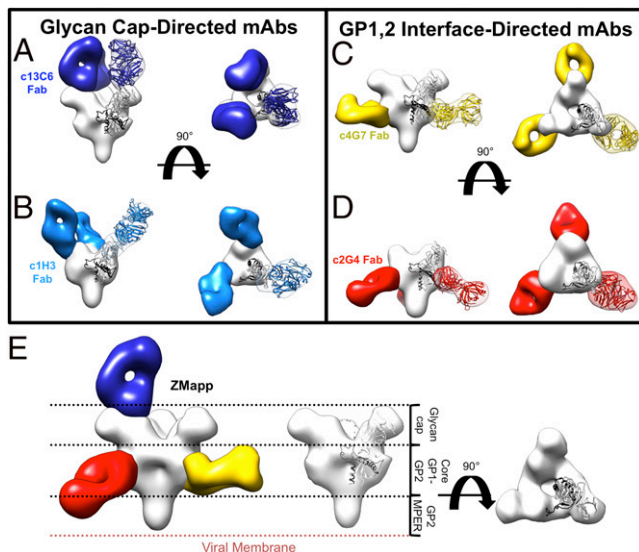 Glycan Cap-Directed mAbs
GP1,2 Interface-Directed mAbs
A
c13C6
Fab
90°
B
c1H3
Fab
C
c4G7 Fab
90°
D
c2G4 Fab
E
ZMapp
Glycan
cap
Core
GP1-
GP2
GP2
MPER
90°
Viral Membrane